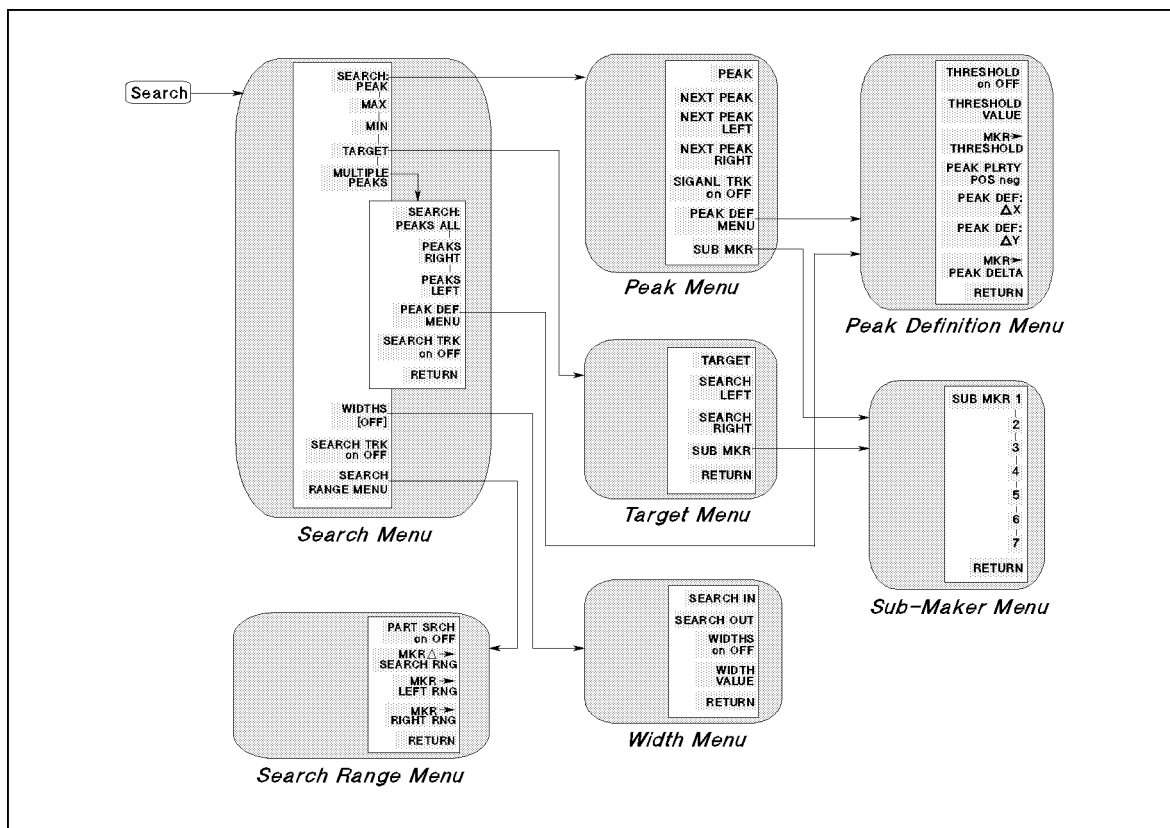 Search
SEARCH:
PEAK
MAX
MIN
TARGET
MULTIPLE
PEAKS
SEARCH:
PEAKS ALL
PEAKS
RIGHT
PEAKS
LEFT
PEAK DEF
MENU
SEARCH TRK
on OFF
RETURN
WIDTHS
[OFF]
SEARCH TRK
on OFF
SEARCH
RANGE MENU
Search Menu
PEAK
NEXT PEAK
NEXT PEAK
LEFT
NEXT PEAK
RIGHT
SIGANL TRK
on OFF
PEAK DEF
MENU
SUB MKR
Peak Menu
THRESHOLD
on OFF
THRESHOLD
VALUE
MKR→
THRESHOLD
PEAK PLRTY
POS neg
PEAK DEF:
△X
PEAK DEF:
△Y
MKR→
PEAK DELTA
RETURN
Peak Definition Menu
TARGET
SEARCH
LEFT
SEARCH
RIGHT
SUB MKR
RETURN
Target Menu
SUB MKR 1
2
3
4
5
6
7
RETURN
Sub-Maker Menu
PART SRCH
on OFF
MKR△→
SEARCH RNG
MKR→
LEFT RNG
MKR→
RIGHT RNG
RETURN
Search Range Menu
SEARCH IN
SEARCH OUT
WIDTHS
on OFF
WIDTH
VALUE
RETURN
Width Menu